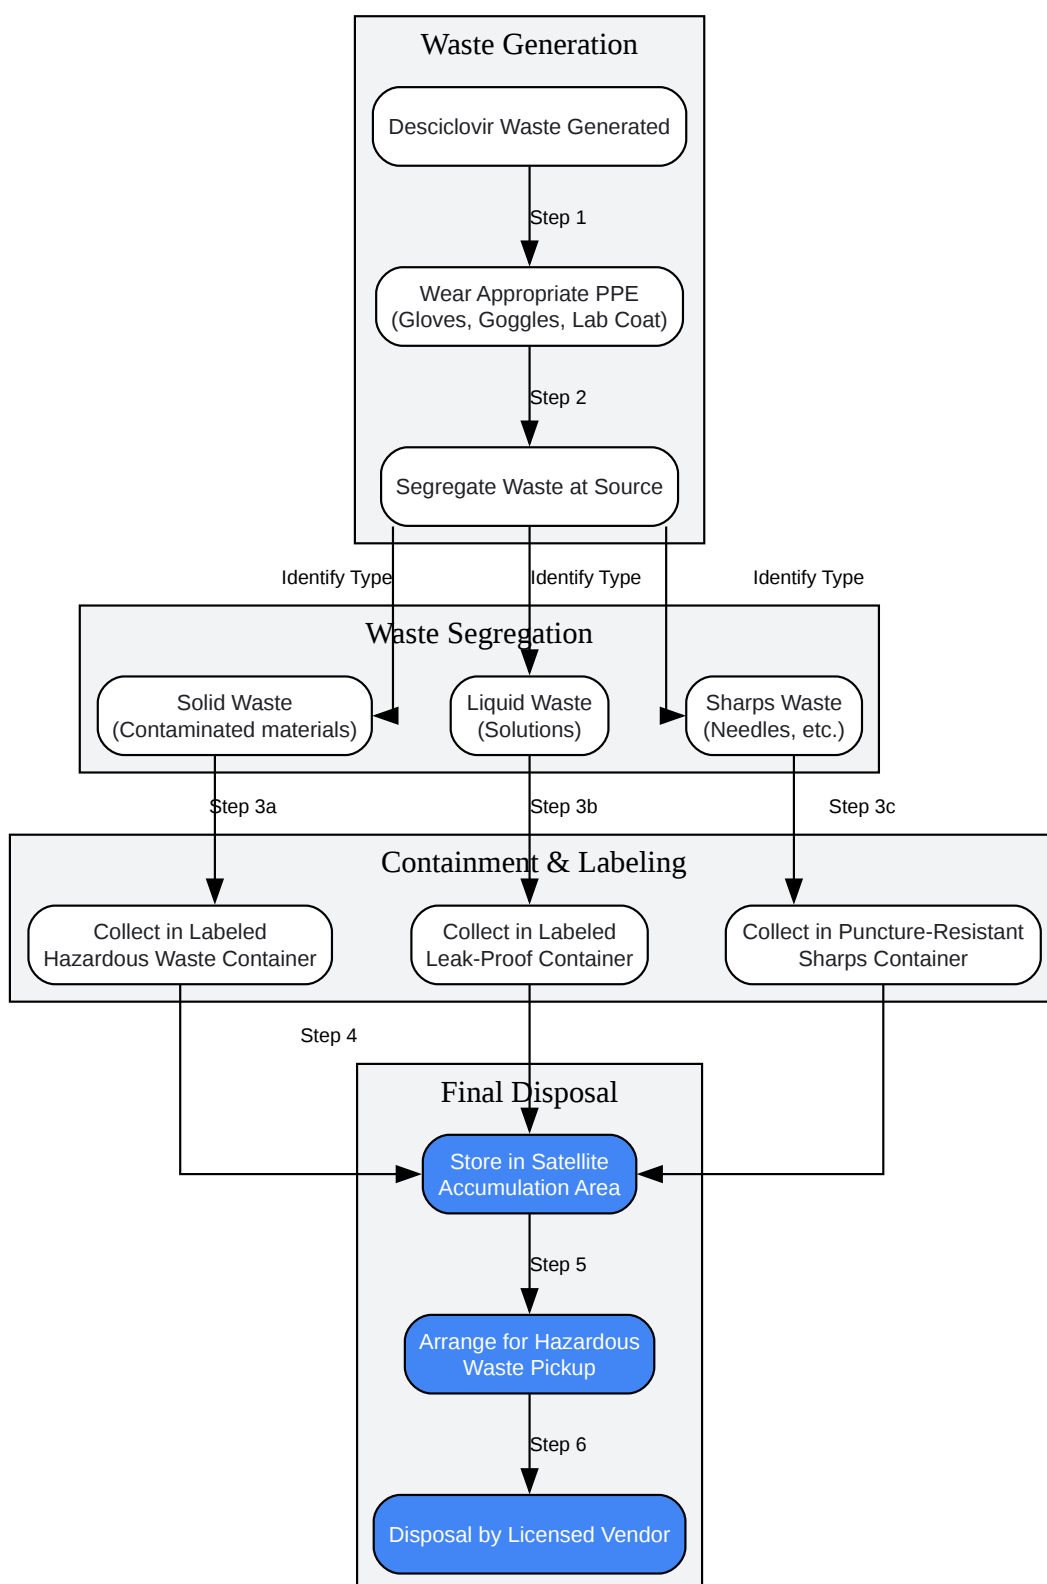 Waste Generation
Desciclovir Waste Generated
Step 1
Wear Appropriate PPE
(Gloves, Goggles, Lab Coat)
Step 2
Segregate Waste at Source
Identify Type
Identify Type
Identify Type
Waste Segregation
Solid Waste
(Contaminated materials)
Liquid Waste
(Solutions)
Sharps Waste
(Needles, etc.)
Step 3a
Step 3b
Step 3c
Containment & Labeling
Collect in Labeled
Hazardous Waste Container
Collect in Labeled
Leak-Proof Container
Collect in Puncture-Resistant
Sharps Container
Step 4
Final Disposal
Store in Satellite
Accumulation Area
Step 5
Arrange for Hazardous
Waste Pickup
Step 6
Disposal by Licensed Vendor